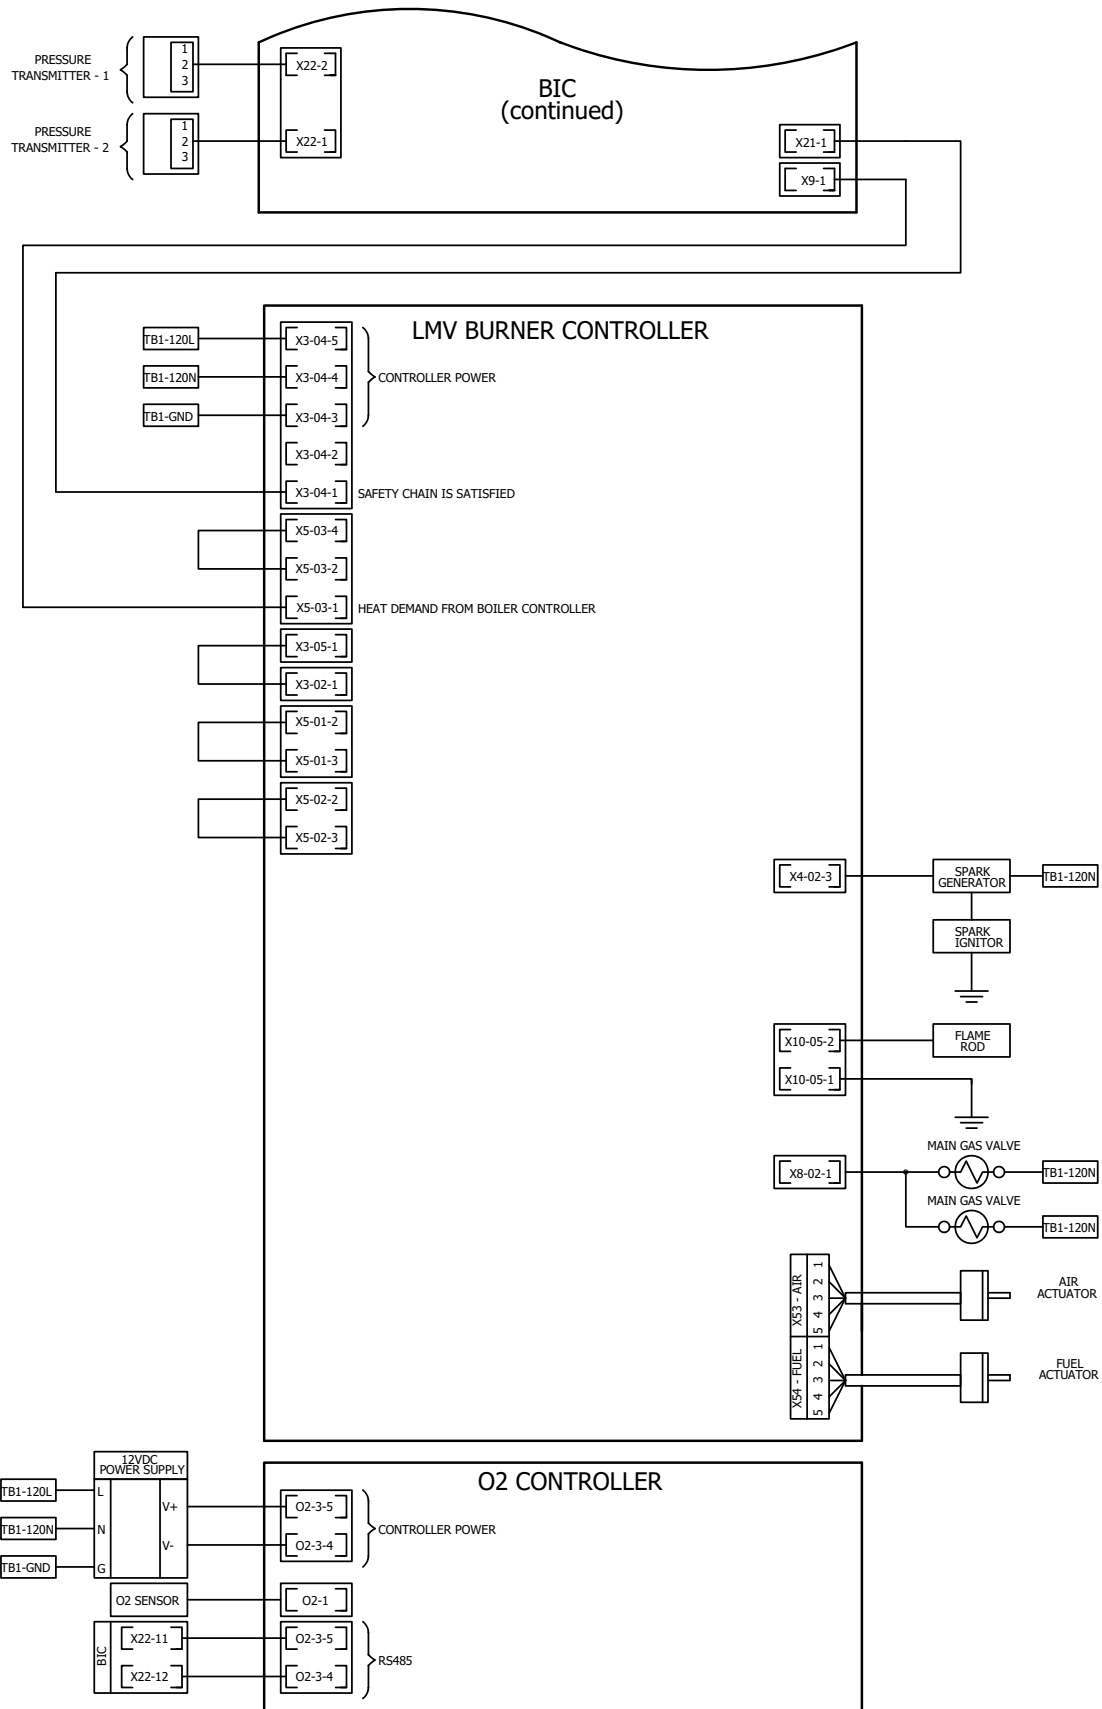 PRESSURE
TRANSMITTER - 1
1
2
3
X22-2
BIC
(continued)
PRESSURE
TRANSMITTER - 2
1
2
3
X22-1
X21-1
X9-1
LMV BURNER CONTROLLER
TB1-120L
X3-04-5
TB1-120N
X3-04-4
CONTROLLER POWER
TB1-GND
X3-04-3
X3-04-2
X3-04-1
SAFETY CHAIN IS SATISFIED
X5-03-4
X5-03-2
X5-03-1
HEAT DEMAND FROM BOILER CONTROLLER
X3-05-1
X3-02-1
X5-01-2
X5-01-3
X5-02-2
X5-02-3
X4-02-3
SPARK
GENERATOR
TB1-120N
SPARK
IGNITOR
X10-05-2
FLAME
ROD
X10-05-1
MAIN GAS VALVE
X8-02-1
TB1-120N
MAIN GAS VALVE
TB1-120N
X53 - AIR
1
2
3
4
5
AIR
ACTUATOR
X54 - FUEL
1
2
3
4
5
FUEL
ACTUATOR
12VDC
POWER SUPPLY
O2 CONTROLLER
TB1-120L
L
V+
O2-3-5
TB1-120N
N
CONTROLLER POWER
V-
O2-3-4
TB1-GND
G
O2 SENSOR
O2-1
BIC
X22-11
O2-3-5
RS485
X22-12
O2-3-4